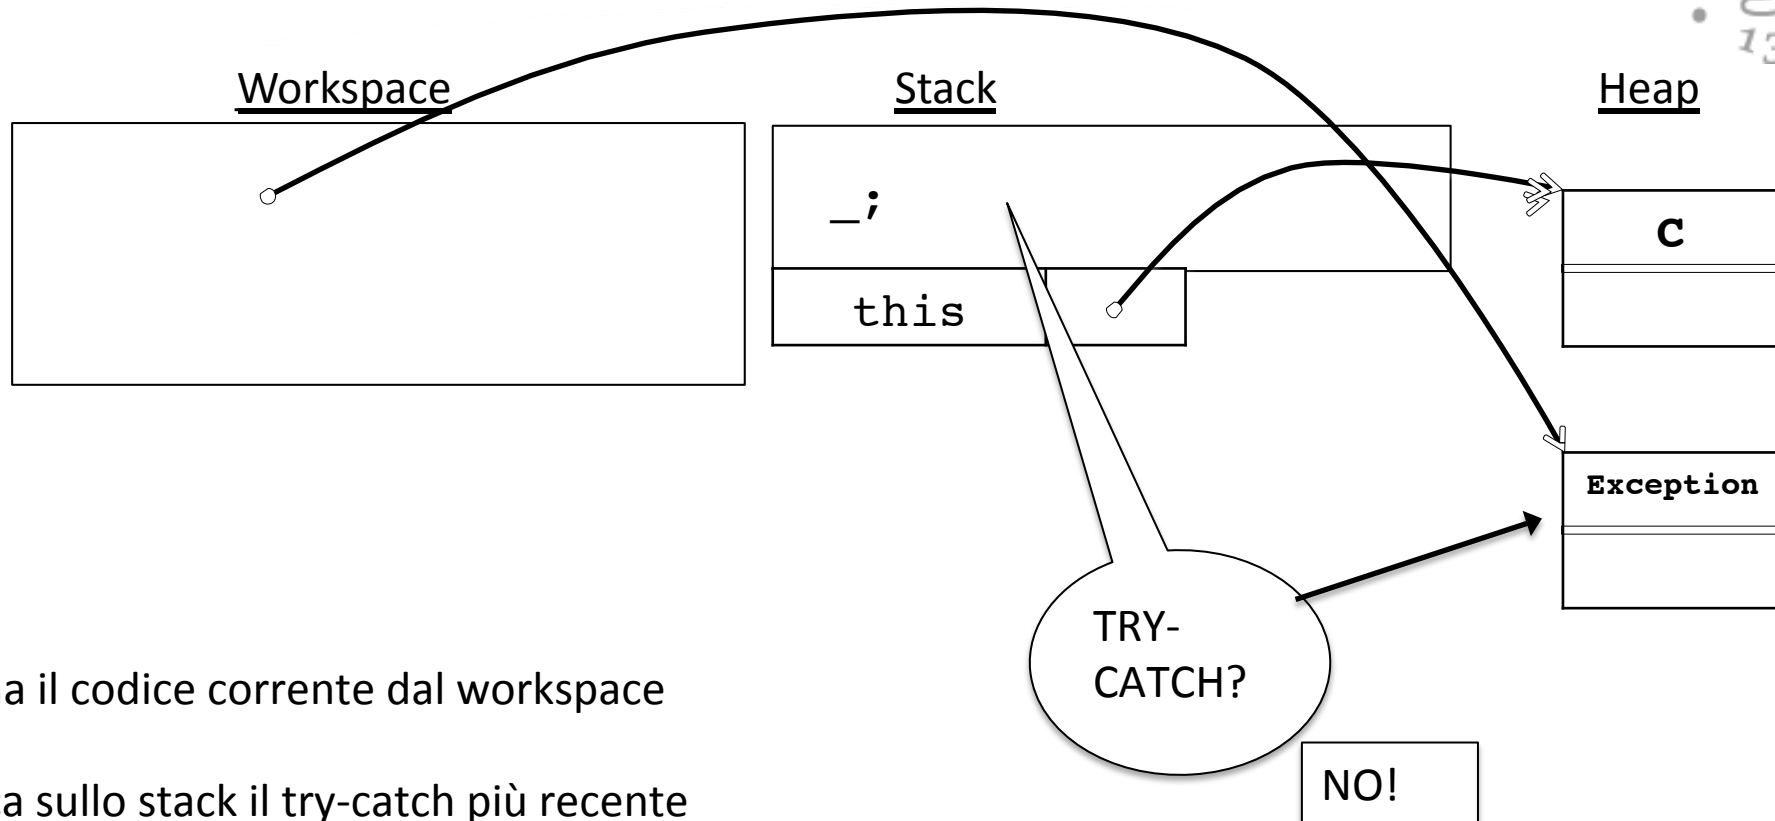 Workspace
Stack
Heap
_;
this
C
Exception
TRY-
CATCH?
NO!
a il codice corrente dal workspace
a sullo stack il try-catch più recente